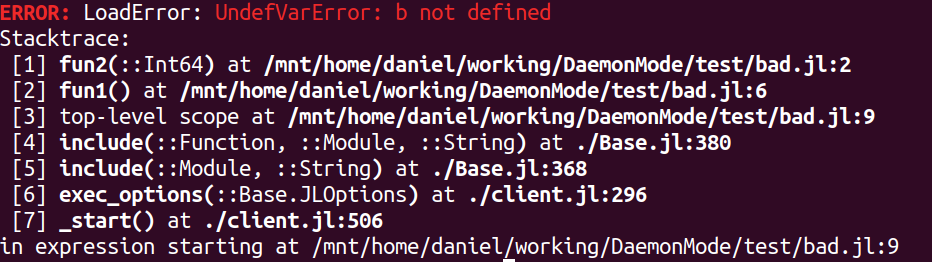 ERROR: LoadError: UndefVarError: b not defined
Stacktrace:
 [1] fun2(::Int64) at /mnt/home/daniel/working/DaemonMode/test/bad.jl:2
 [2] fun1() at /mnt/home/daniel/working/DaemonMode/test/bad.jl:6
 [3] top-level scope at /mnt/home/daniel/working/DaemonMode/test/bad.jl:9
 [4] include(::Function, ::Module, ::String) at ./Base.jl:380
 [5] include(::Module, ::String) at ./Base.jl:368
 [6] exec_options(::Base.JLOptions) at ./client.jl:296
 [7] _start() at ./client.jl:506
in expression starting at /mnt/home/daniel/working/DaemonMode/test/bad.jl:9